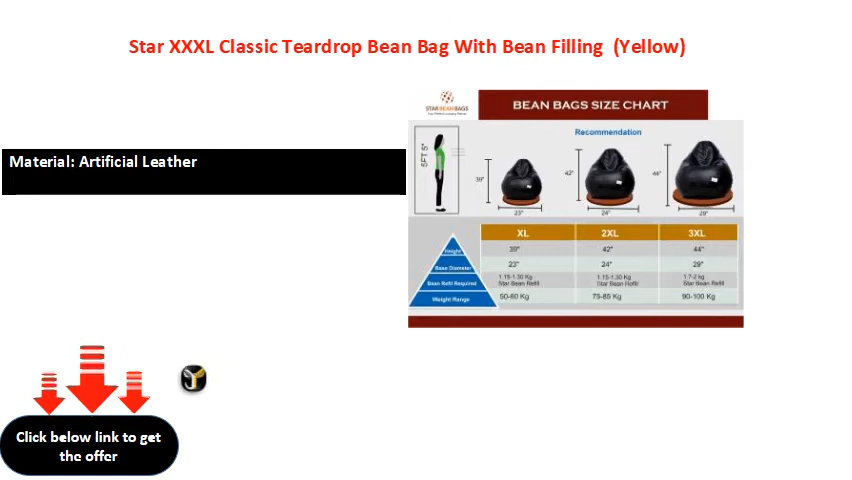 Star XXXL Classic Teardrop Bean Bag With Bean Filling (Yellow)
STAR BEAN BAGS
BEAN BAGS SIZE CHART
Material: Artificial Leather
Recommendation
5FT 5"
39"
42"
44"
23"
24"
29"
XL 2XL 3XL
Height 39" 42" 44"
Base Diameter 23" 24" 29"
Bean Refill Required 1.15-1.30 Kg 1.15-1.30 Kg 1.7-2 kg
Star Bean Refill Star Bean Refill Star Bean Refill
Weight Range 50-60 Kg 75-85 Kg 90-100 Kg
Click below link to get
the offer